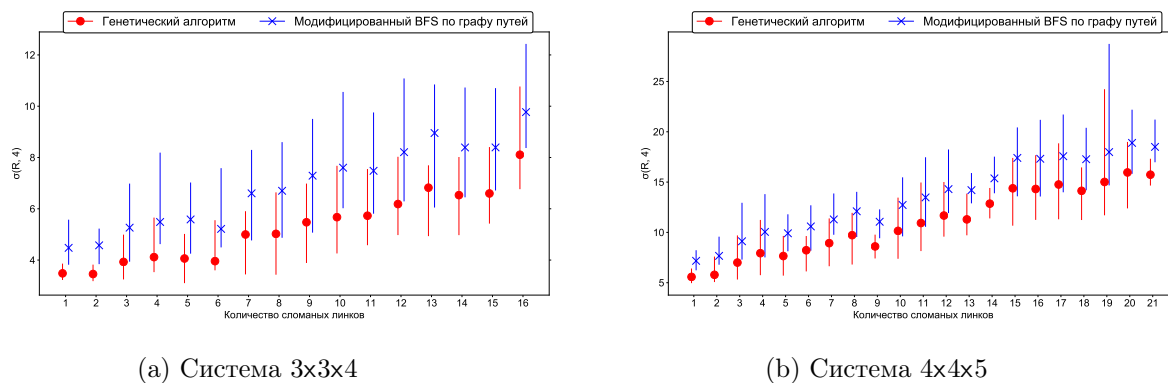 Генетический алгоритм
Модифицированный BFS по графу путей
12
10
8
6
4
σ(R, 4)
1 2 3 4 5 6 7 8 9 10 11 12 13 14 15 16
Количество сломаных линков
(a) Система 3x3x4
Генетический алгоритм
Модифицированный BFS по графу путей
25
20
15
10
5
σ(R, 4)
1 2 3 4 5 6 7 8 9 10 11 12 13 14 15 16 17 18 19 20 21
Количество сломаных линков
(b) Система 4x4x5